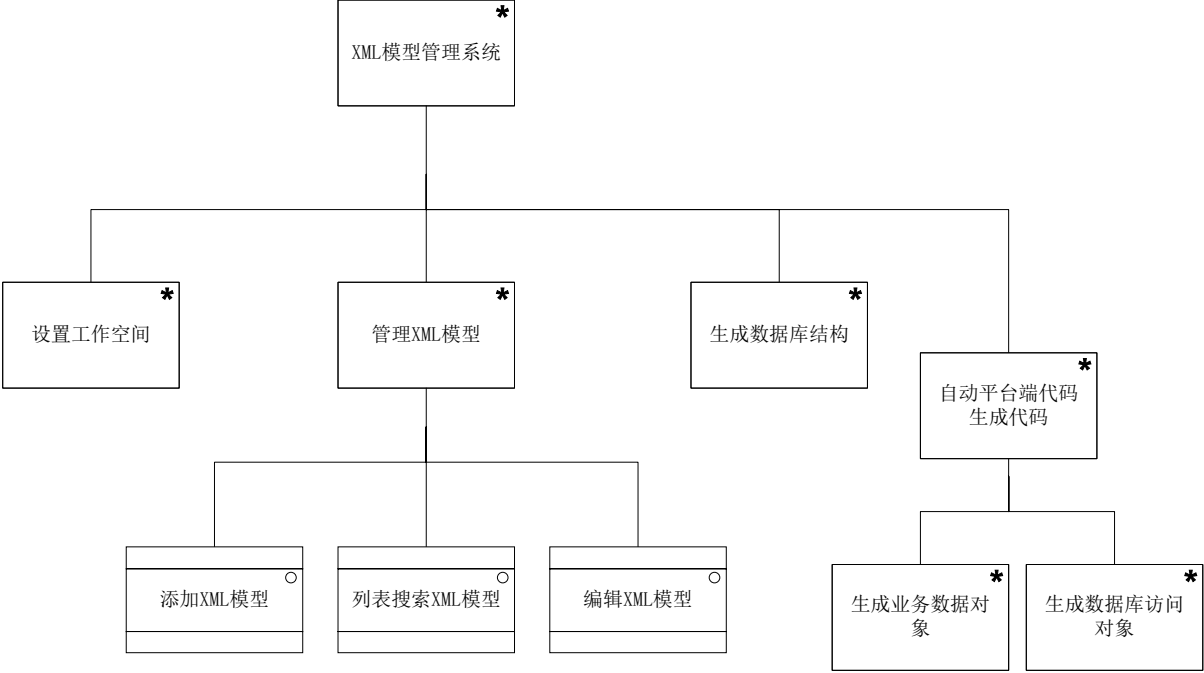 XML模型管理系统
设置工作空间
管理XML模型
生成数据库结构
自动平台端代码
生成代码
添加XML模型
列表搜索XML模型
编辑XML模型
生成业务数据对
象
生成数据库访问
对象